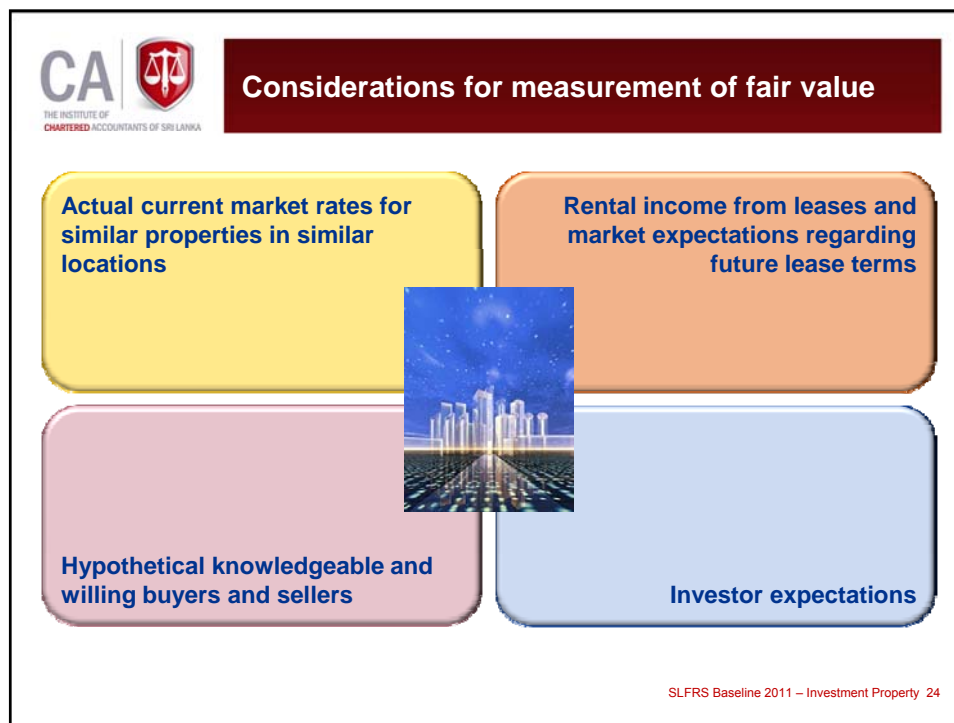 CA
THE INSTITUTE OF
CHARTERED ACCOUNTANTS OF SRI LANKA
Considerations for measurement of fair value
Actual current market rates for
similar properties in similar
locations
Rental income from leases and
market expectations regarding
future lease terms
Hypothetical knowledgeable and
willing buyers and sellers
Investor expectations
SLFRS Baseline 2011 – Investment Property 24